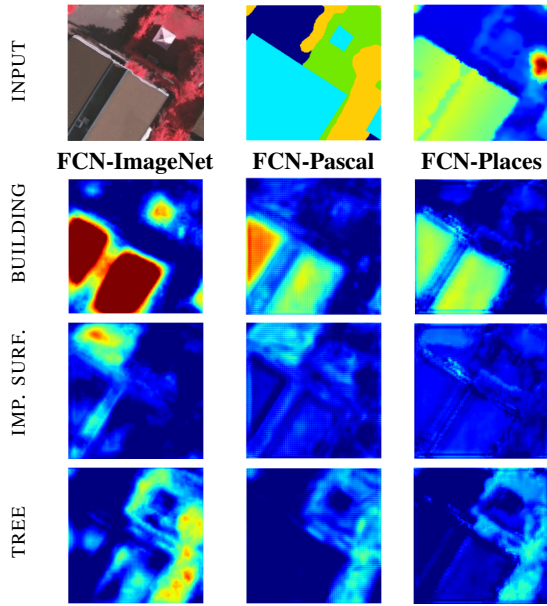 INPUT
FCN-ImageNet FCN-Pascal FCN-Places
BUILDING
IMP. SURF.
TREE